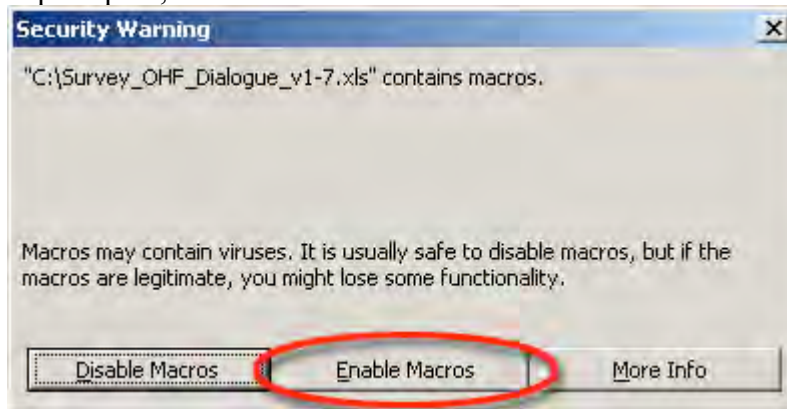 Security Warning
"C:\Survey_OHF_Dialogue_v1-7.xls" contains macros.
Macros may contain viruses. It is usually safe to disable macros, but if the
macros are legitimate, you might lose some functionality.
Disable Macros Enable Macros More Info